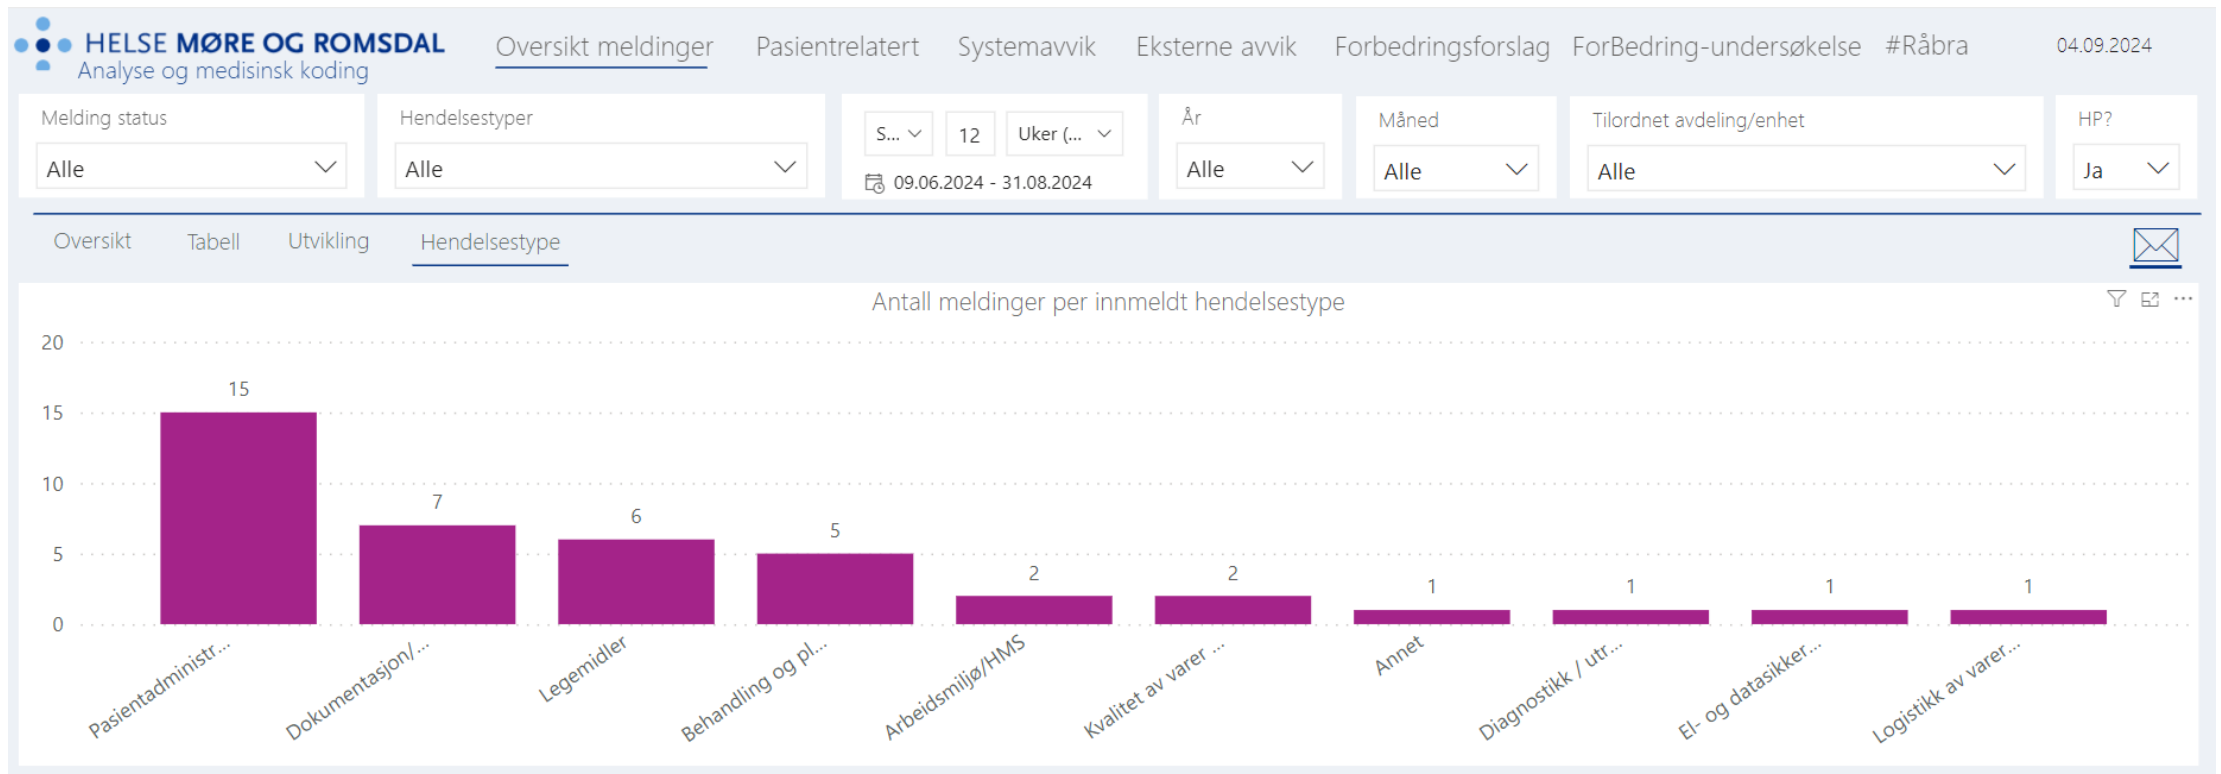 HELSE MØRE OG ROMSDAL
Analyse og medisinsk koding
Oversikt meldinger Pasientrelatert Systemavvik Eksterne avvik Forbedringsforslag ForBedring-undersøkelse #Råbra 04.09.2024
Melding status
Alle
Hendelsestyper
Alle
S... 12 Uker (...
09.06.2024 - 31.08.2024
År
Alle
Måned
Alle
Tilordnet avdeling/enhet
Alle
HP?
Ja
Oversikt Tabell Utvikling Hendelsestype
Antall meldinger per innmeldt hendelsestype
20
15
10
5
0
15
7
6
5
2
2
1
1
1
1
Pasientadministr...
Dokumentasjon/...
Legemidler
Behandling og pl...
Arbeidsmiljø/HMS
Kvalitet av varer ...
Annet
Diagnostikk / utr...
El- og datasikker...
Logistikk av varer...